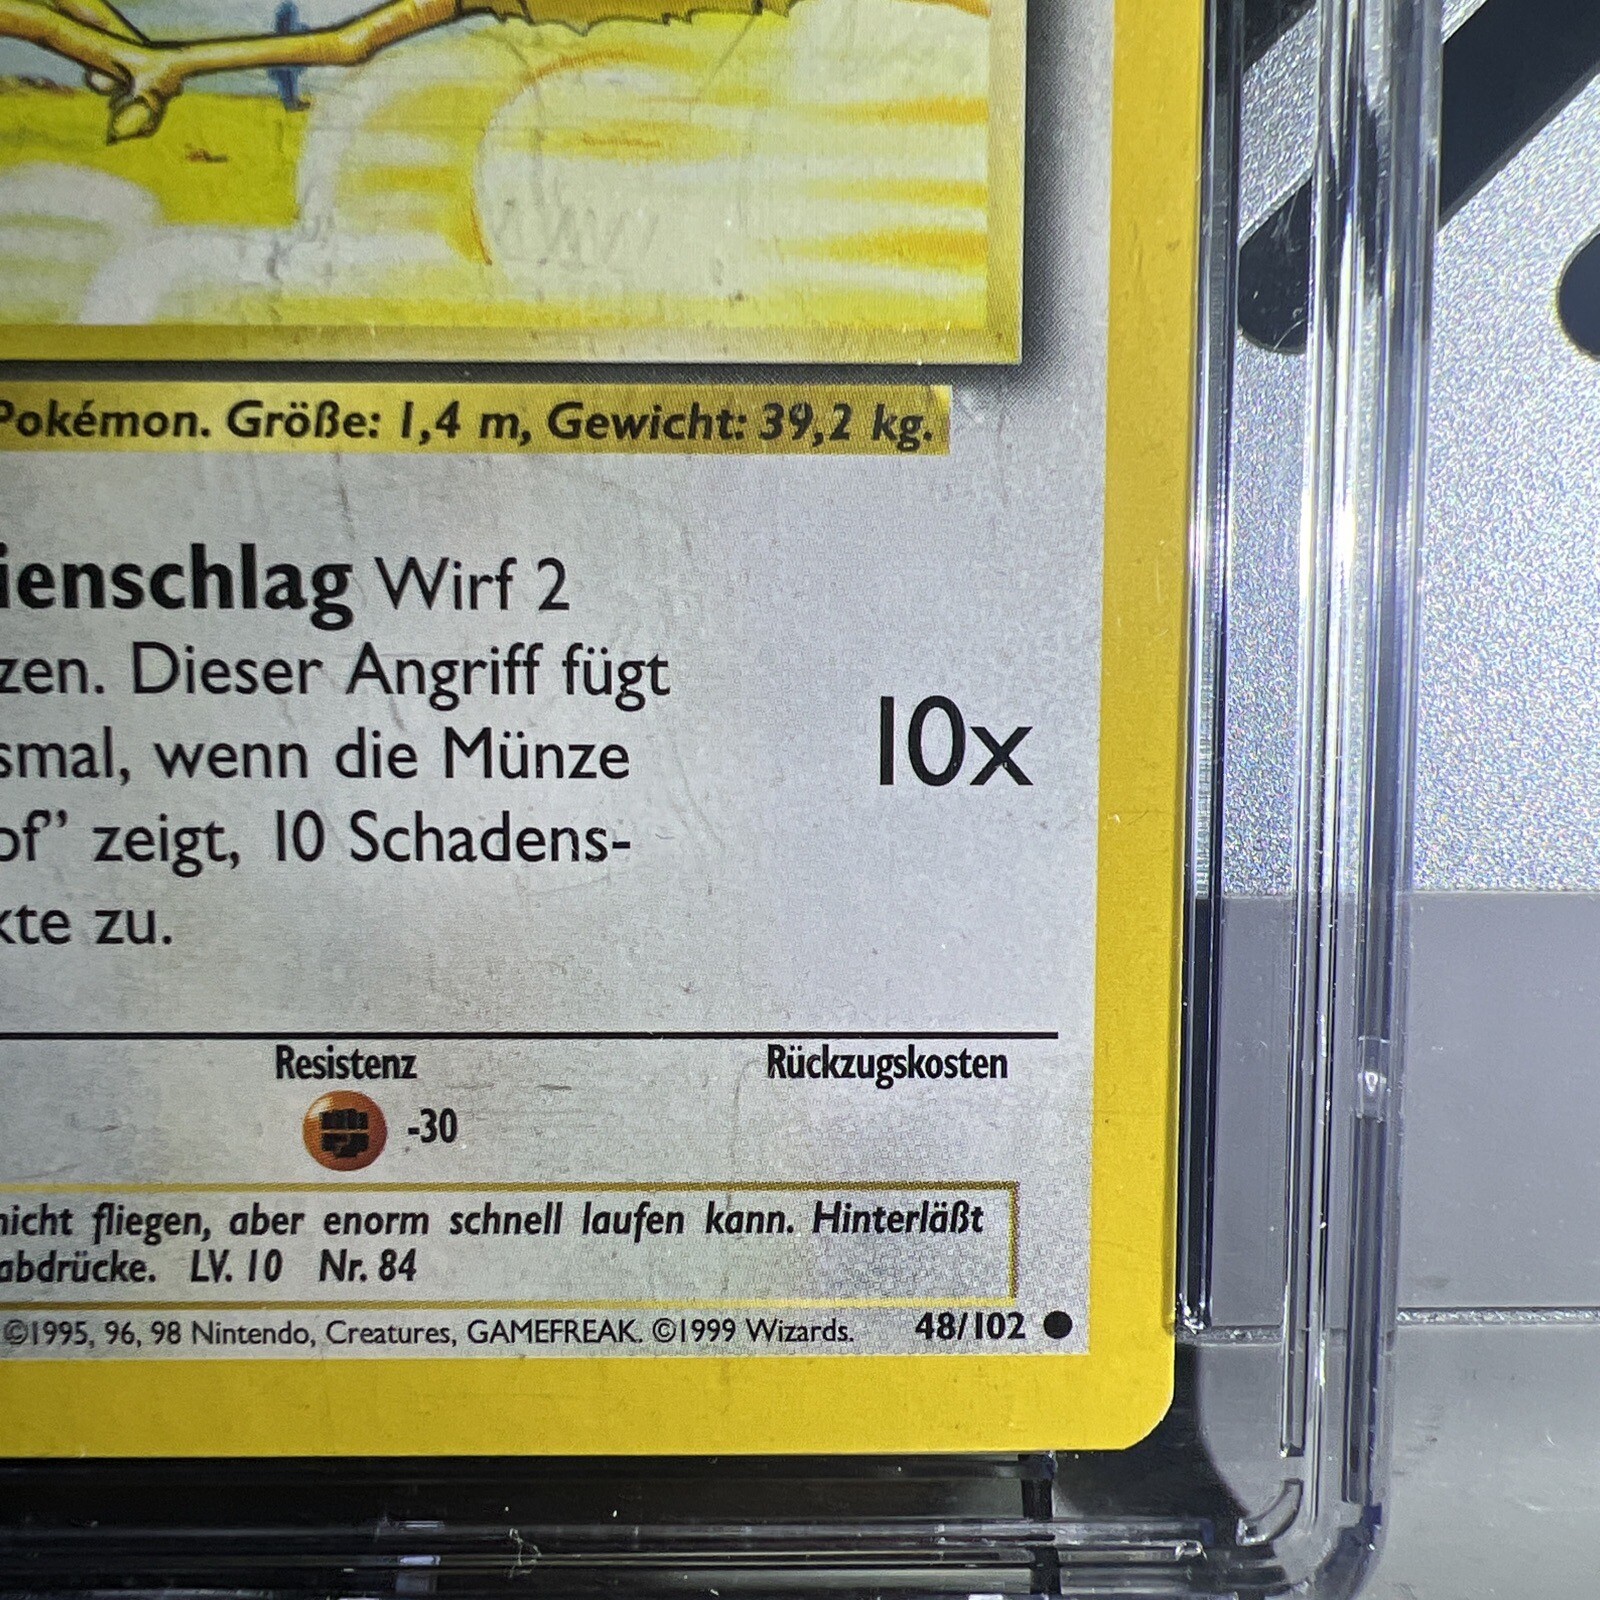 Pokémon. Größe: 1,4 m, Gewicht: 39,2 kg.
ienschlag Wirf 2
zen. Dieser Angriff fügt
smal, wenn die Münze
10x
of” zeigt, 10 Schadens-
kte zu.
Resistenz Rückzugskosten
-30
nicht fliegen, aber enorm schnell laufen kann. Hinterläßt
abdrücke. LV. 10 Nr. 84
©1995, 96, 98 Nintendo, Creatures, GAMEFREAK. ©1999 Wizards. 48/102